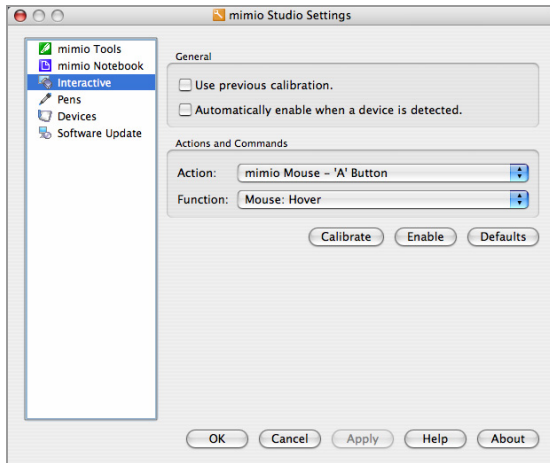 mimio Studio Settings
mimio Tools
mimio Notebook
Interactive
Pens
Devices
Software Update
General
Use previous calibration.
Automatically enable when a device is detected.
Actions and Commands
Action: mimio Mouse – 'A' Button
Function: Mouse: Hover
Calibrate Enable Defaults
OK Cancel Apply Help About